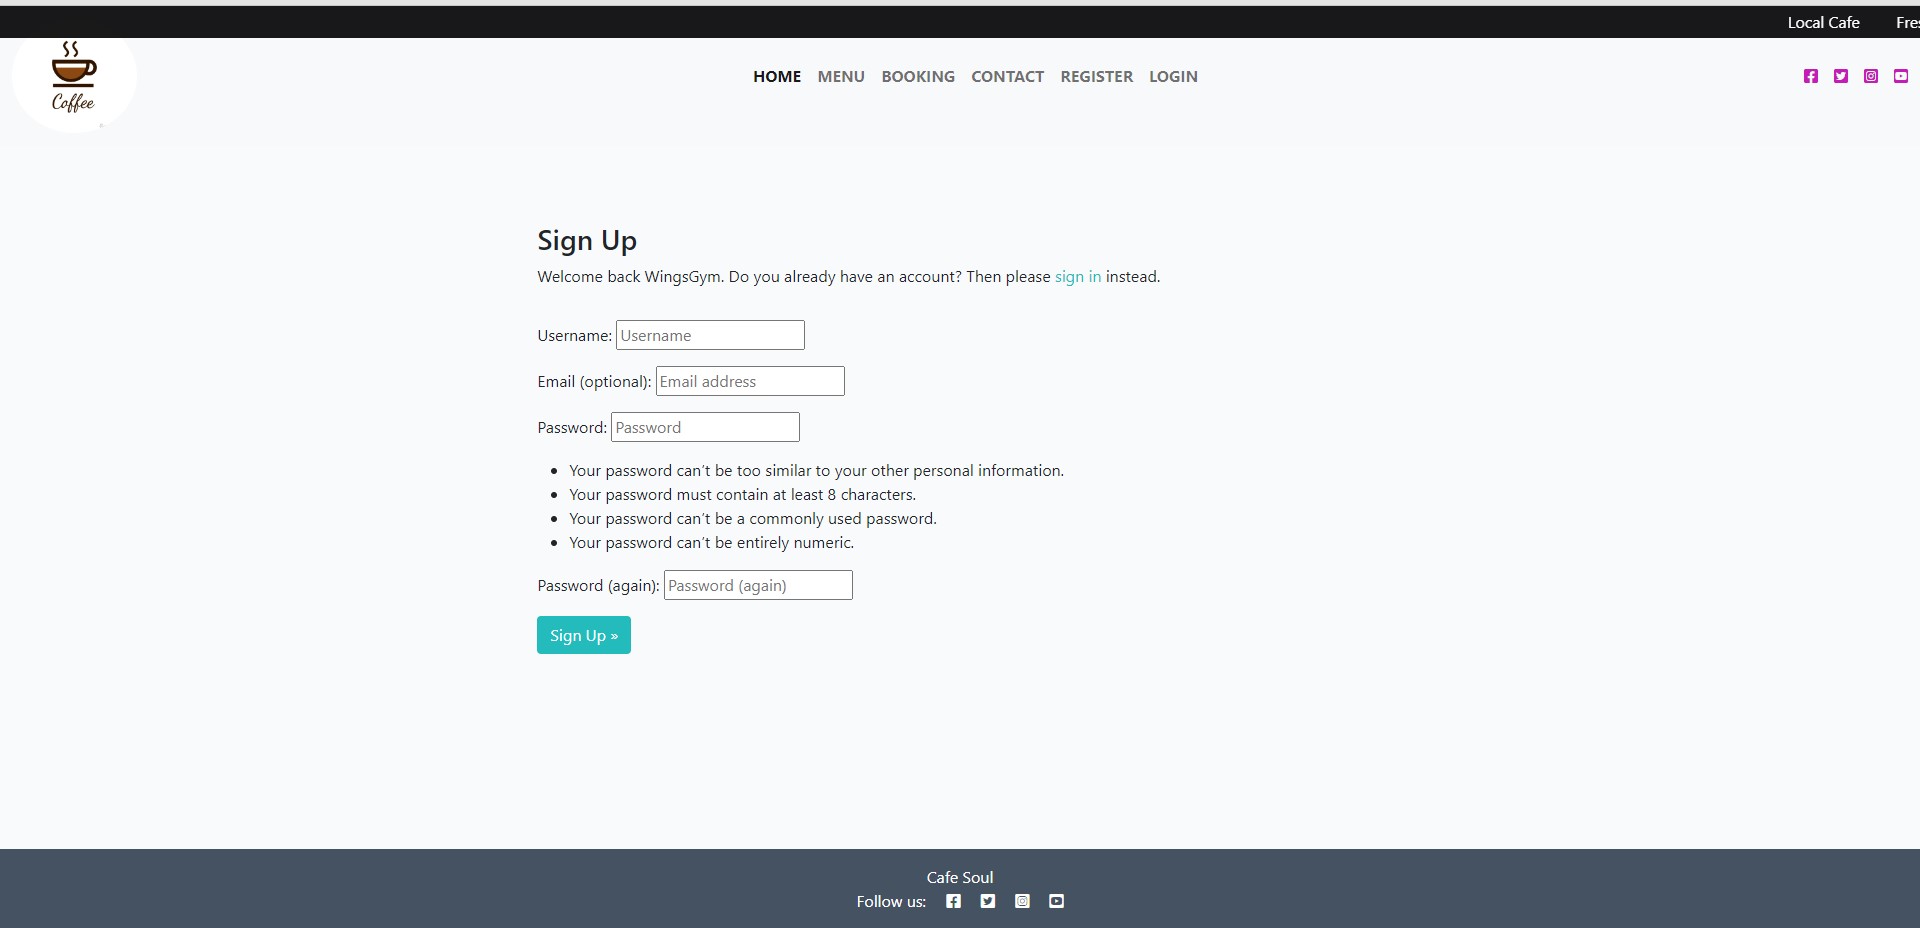 Local Cafe Fres
Coffee
HOME MENU BOOKING CONTACT REGISTER LOGIN
Sign Up
Welcome back WingsGym. Do you already have an account? Then please sign in instead.
Username: Username
Email (optional): Email address
Password: Password
• Your password can't be too similar to your other personal information.
• Your password must contain at least 8 characters.
• Your password can't be a commonly used password.
• Your password can't be entirely numeric.
Password (again): Password (again)
Sign Up »
Cafe Soul
Follow us: